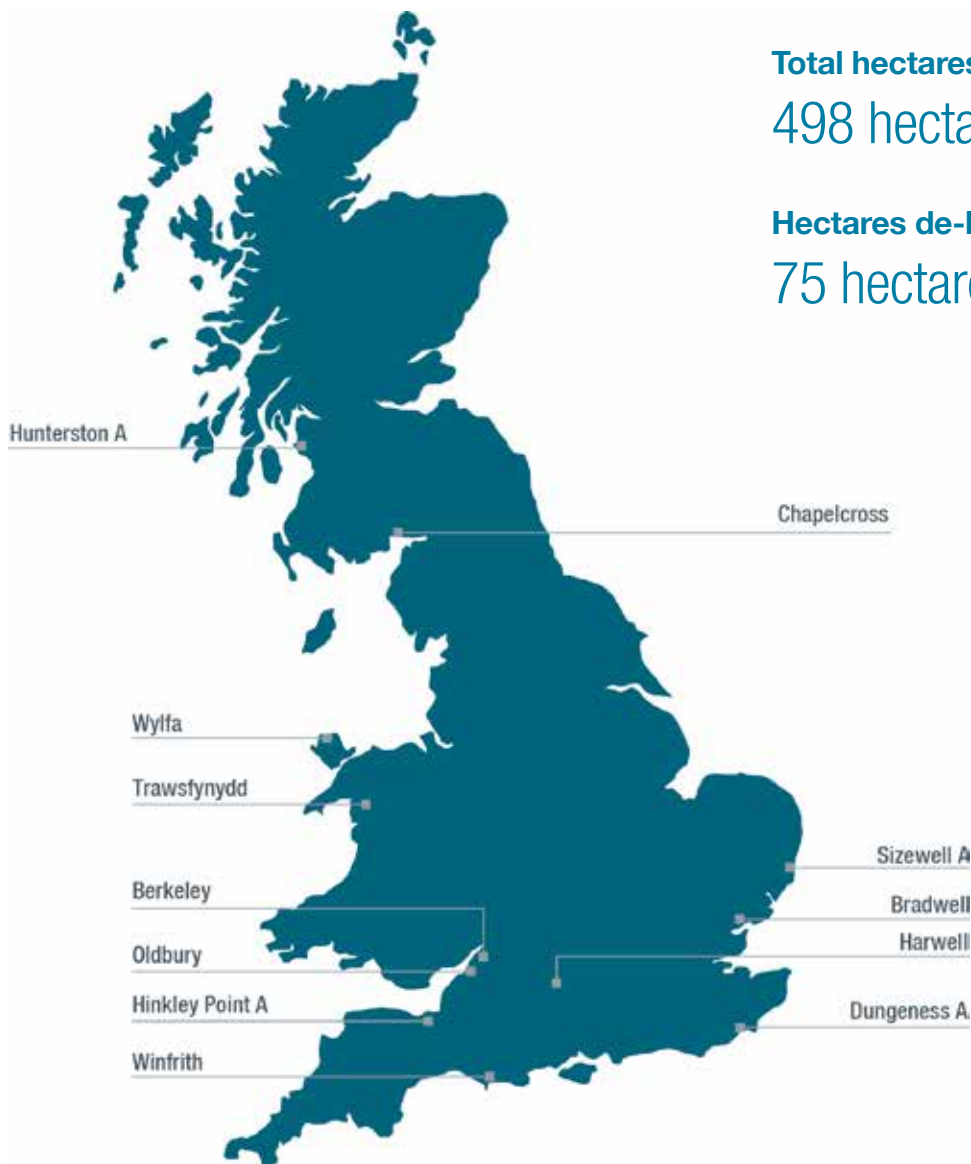 Total hectares
498 hecta
Hectares de-l
75 hectare
Hunterston A
Chapelcross
Wylfa
Trawsfynydd
Sizewell A
Berkeley
Bradwell
Harwell
Oldbury
Hinkley Point A
Dungeness A
Winfrith